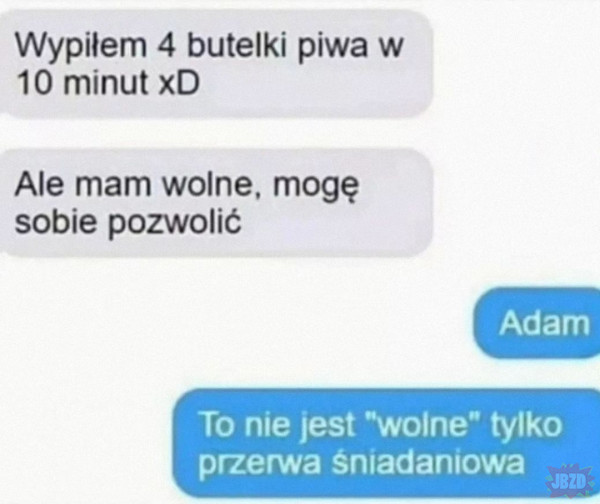 Wypiłem 4 butelki piwa w
10 minut xD
Ale mam wolne, mogę
sobie pozwolić
Adam
To nie jest "wolne" tylko
przerwa śniadaniowa
JBZD